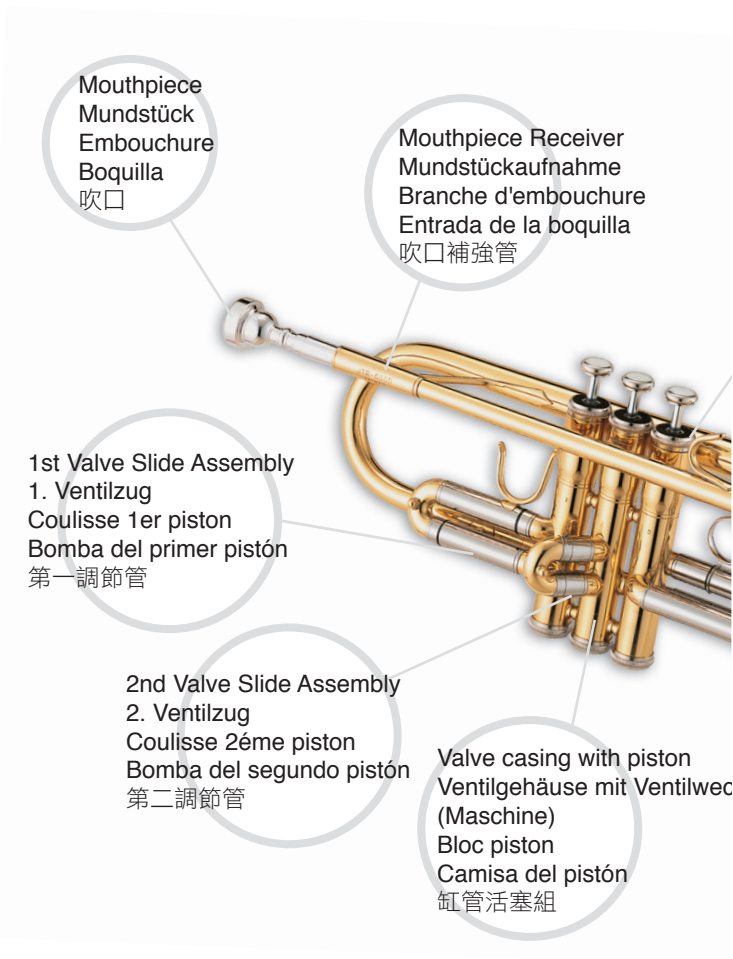 Mouthpiece
Mundstück
Embouchure
Boquilla
吹口
Mouthpiece Receiver
Mundstückaufnahme
Branche d'embouchure
Entrada de la boquilla
吹口補強管
1st Valve Slide Assembly
1. Ventilzug
Coulisse 1er piston
Bomba del primer pistón
第一調節管
2nd Valve Slide Assembly
2. Ventilzug
Coulisse 2éme piston
Bomba del segundo pistón
第二調節管
Valve casing with piston
Ventilgehäuse mit Ventilwec
(Maschine)
Bloc piston
Camisa del pistón
缸管活塞組